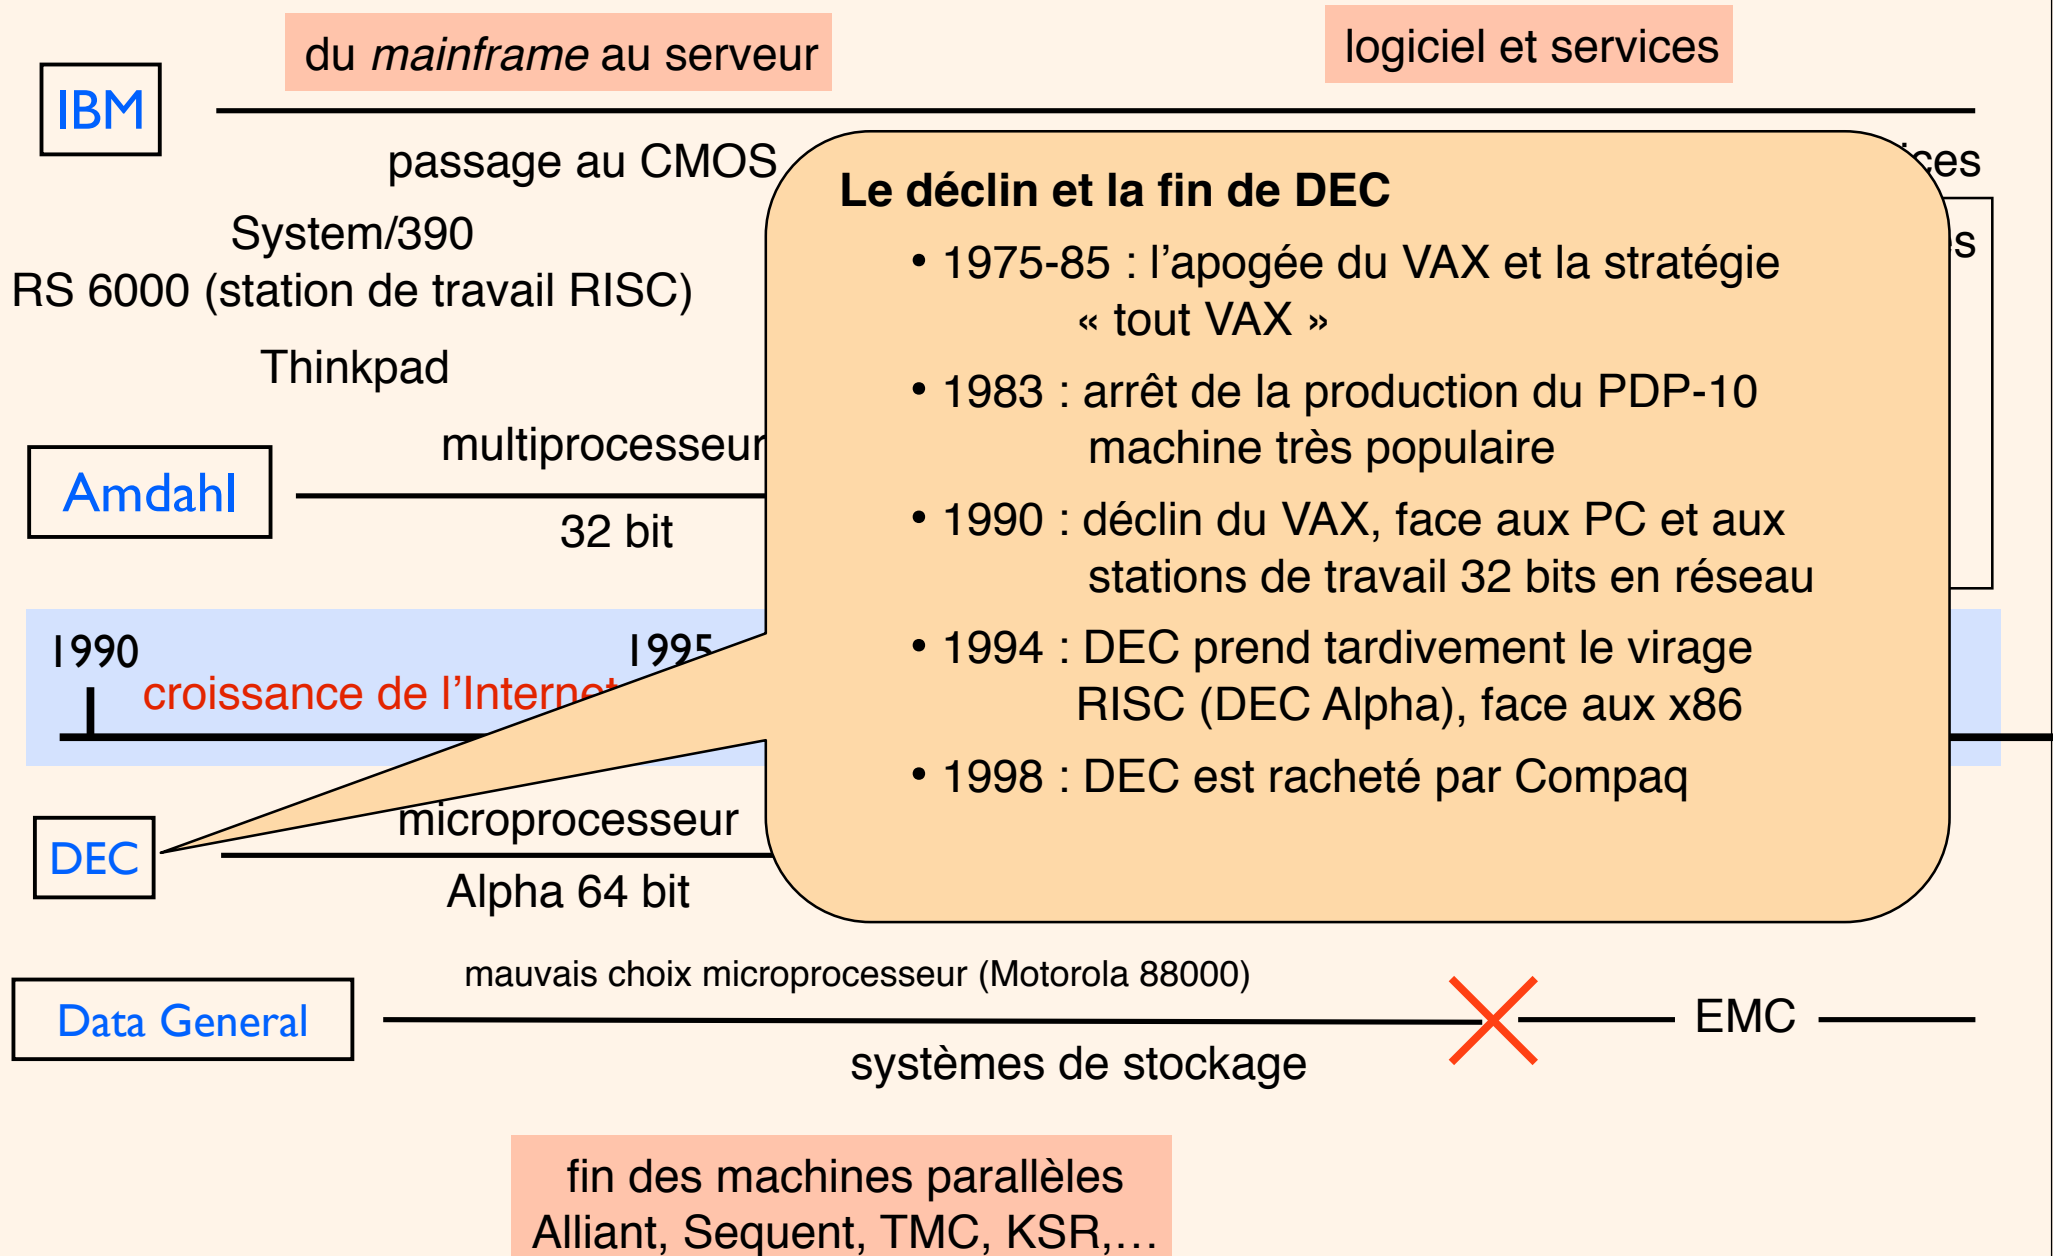 du mainframe au serveur
logiciel et services
IBM
passage au CMOS
System/390
RS 6000 (station de travail RISC)
Thinkpad
multiprocesseur
Amdahl
32 bit
Le déclin et la fin de DEC
• 1975-85 : l’apogée du VAX et la stratégie
« tout VAX »
• 1983 : arrêt de la production du PDP-10
machine très populaire
• 1990 : déclin du VAX, face aux PC et aux
stations de travail 32 bits en réseau
• 1994 : DEC prend tardivement le virage
RISC (DEC Alpha), face aux x86
• 1998 : DEC est racheté par Compaq
1990
1995
croissance de l’Internet
microprocesseur
DEC
Alpha 64 bit
mauvais choix microprocesseur (Motorola 88000)
Data General
EMC
systèmes de stockage
fin des machines parallèles
Alliant, Sequent, TMC, KSR,…